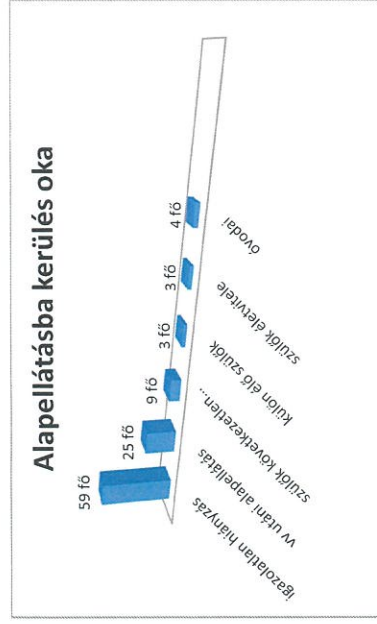 Alapellátásba kerülés oka
59 fő
25 fő
9 fő
3 fő
3 fő
4 fő
igazolatlan hiányzás
vv utáni alapellátás
szülők következetlen...
külön élő szülők
szülők életvitele
óvodai